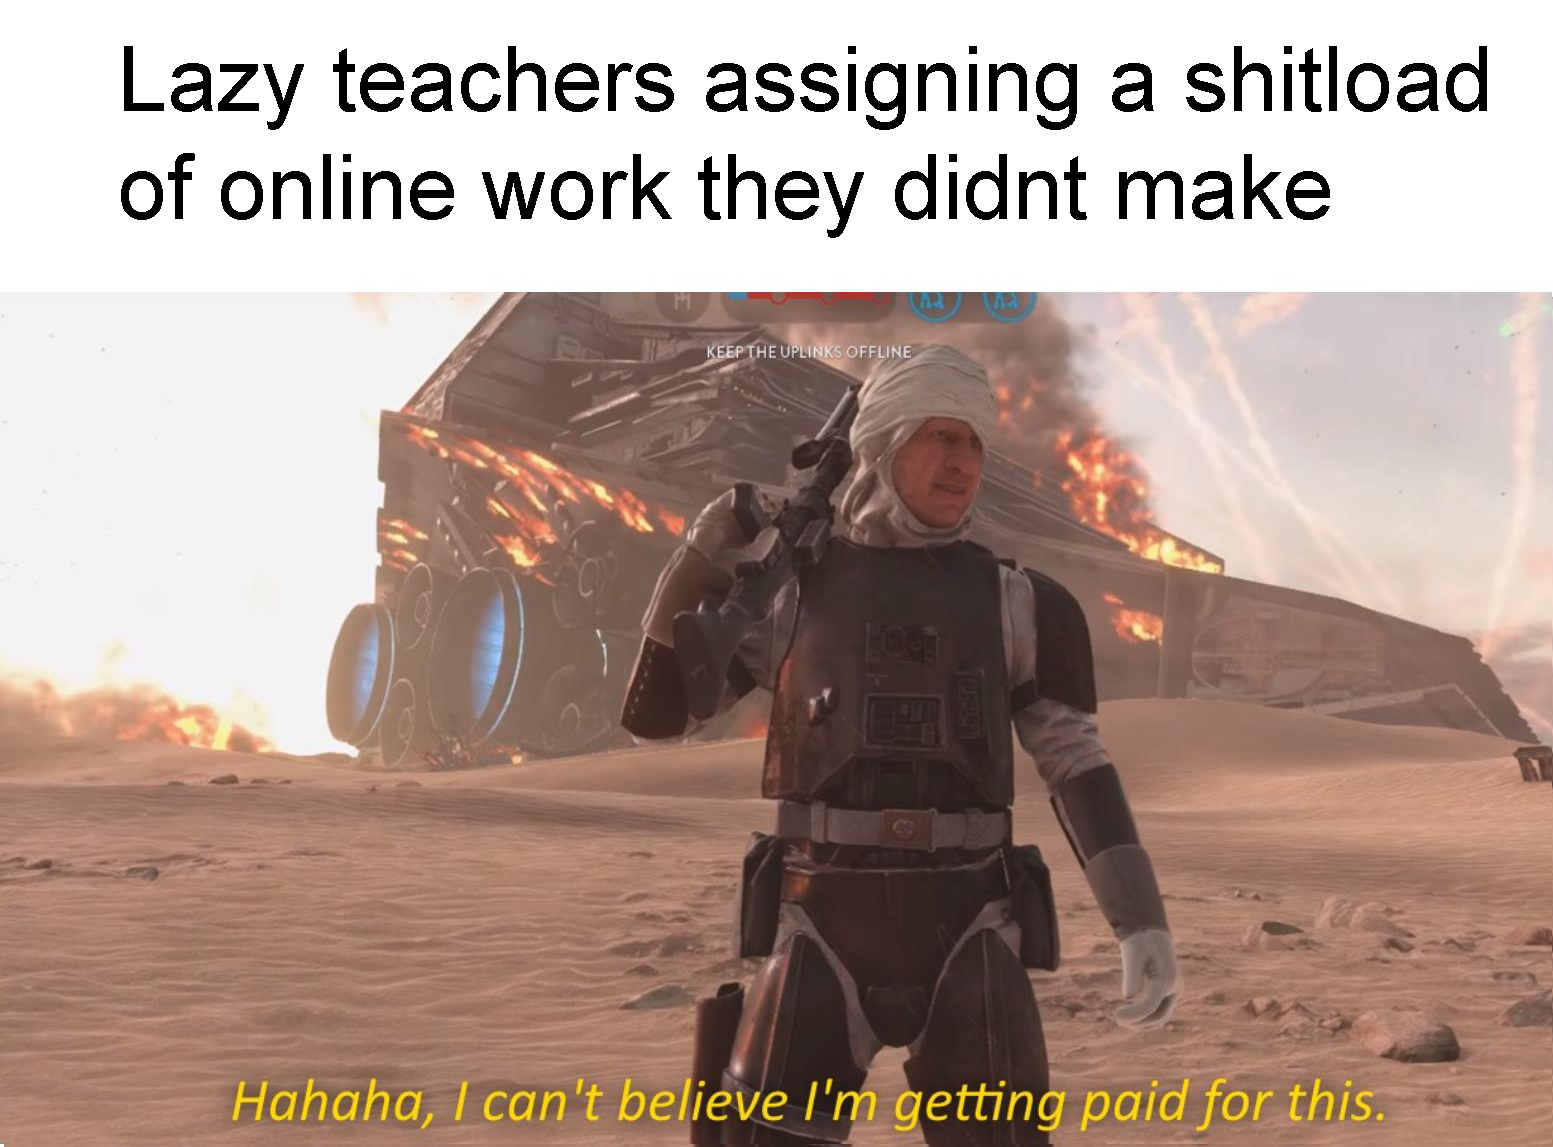 Lazy teachers assigning a shitload
of online work they didnt make
M
KEEP THE UPLINKS OFFLINE
Hahaha, I can't believe I'm getting paid for this.